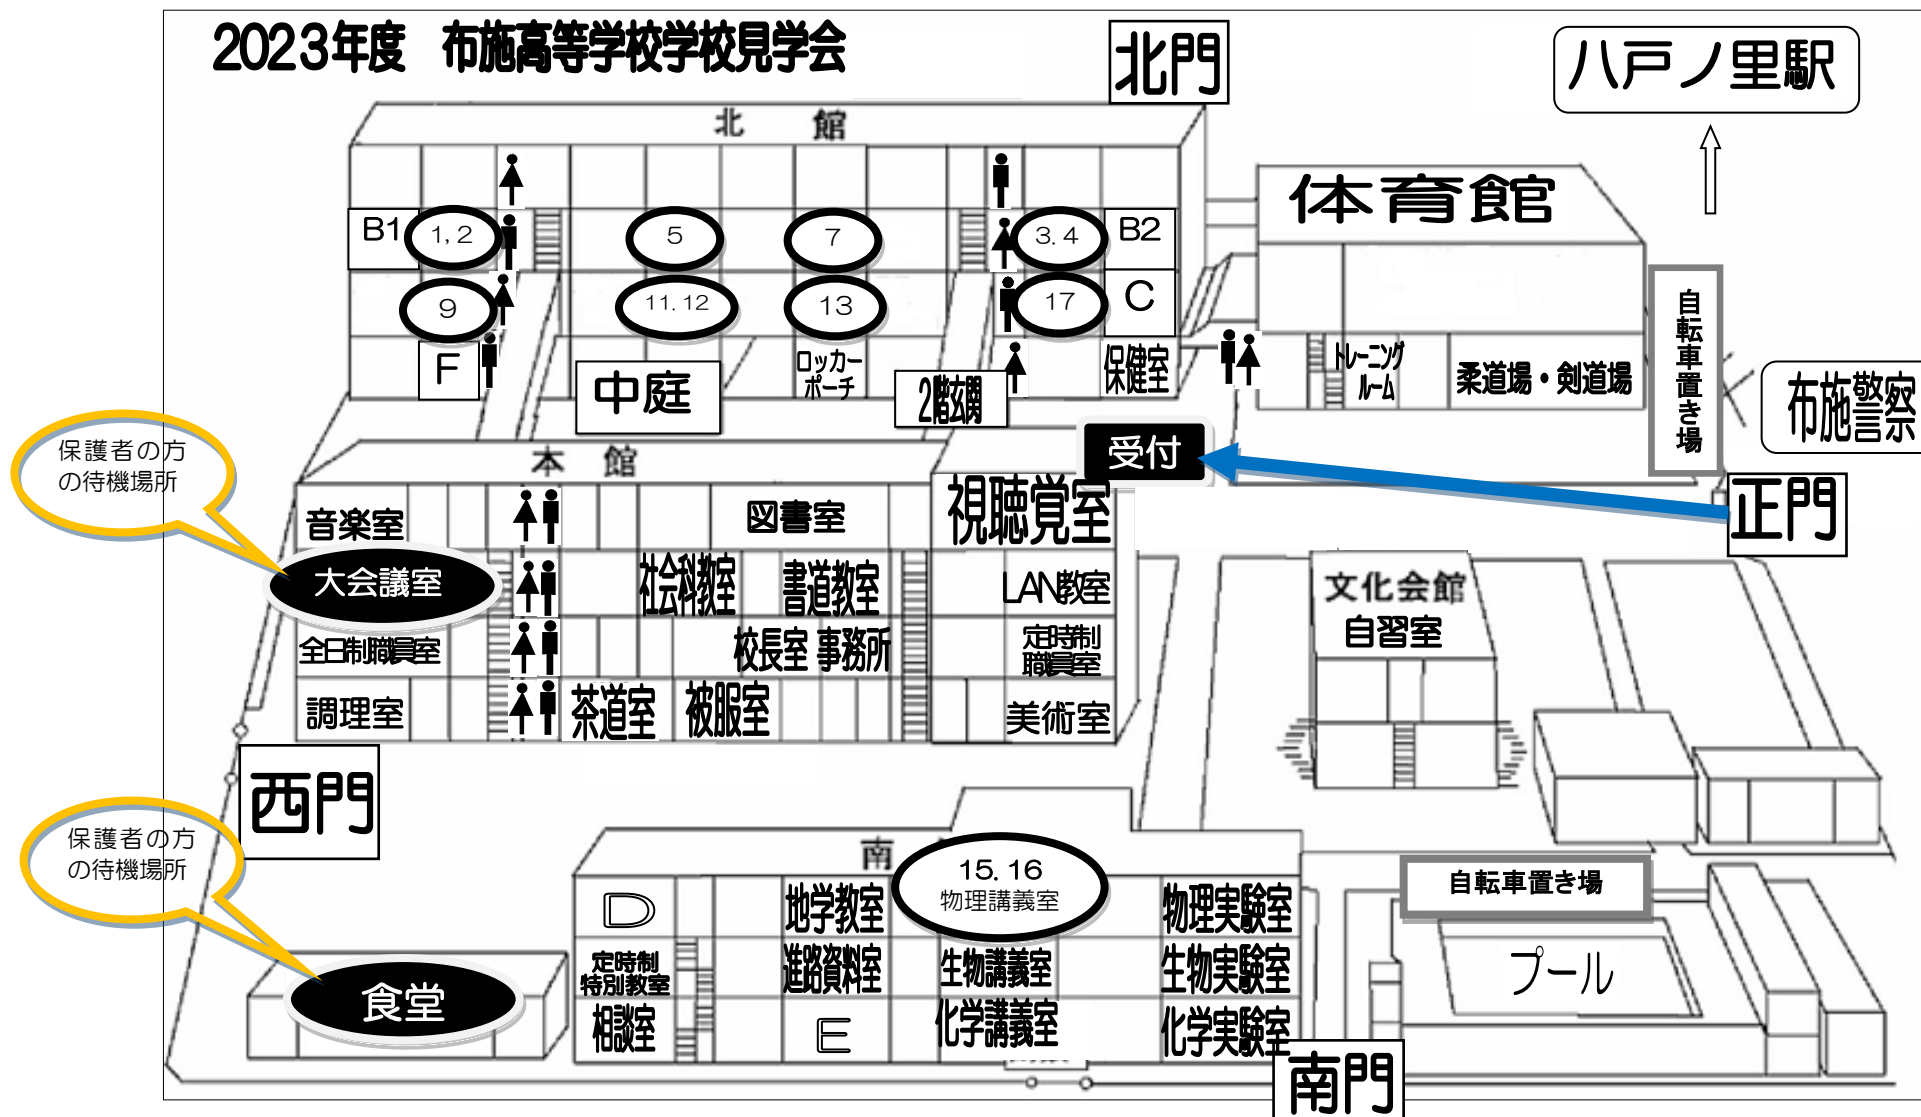 2023年度 布施高等学校学校見学会
北門
八戸ノ里駅
北 館
体育館
B1
1,2
5
7
3.4
B2
9
11.12
13
17
C
自転車置き場
F
中庭
ロッカー
ポーチ
2階玄関
保健室
トレーニング
ルーム
柔道場・剣道場
布施警察
保護者の方
の待機場所
本 館
受付
正門
音楽室
図書室
視聴覚室
大会議室
社会科教室
書道教室
LAN教室
文化会館
自習室
全日制職員室
校長室 事務所
定時制
職員室
調理室
茶道室
被服室
美術室
西門
保護者の方
の待機場所
南
15.16
物理講義室
自転車置き場
D
地学教室
物理実験室
定時制
特別教室
進路資料室
生物講義室
生物実験室
プール
食堂
相談室
E
化学講義室
化学実験室
南門